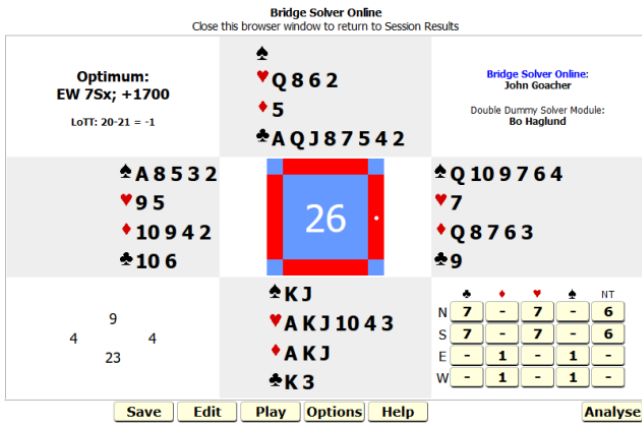 Bridge Solver Online
Close this browser window to return to Session Results
Optimum:
EW 7Sx; +1700
LoTT: 20-21 = -1
♠
♥ Q 8 6 2
♦ 5
♣ A Q J 8 7 5 4 2
Bridge Solver Online:
John Goacher
Double Dummy Solver Module:
Bo Haglund
♠ A 8 5 3 2
♥ 9 5
♦ 10 9 4 2
♣ 10 6
26
♠ Q 10 9 7 6 4
♥ 7
♦ Q 8 7 6 3
♣ 9
9
4 4
23
♠ K J
♥ A K J 10 4 3
♦ A K J
♣ K 3
♣ ♦ ♥ ♠ NT
N 7 - 7 - 6
S 7 - 7 - 6
E - 1 - 1 -
W - 1 - 1 -
Save Edit Play Options Help Analyse